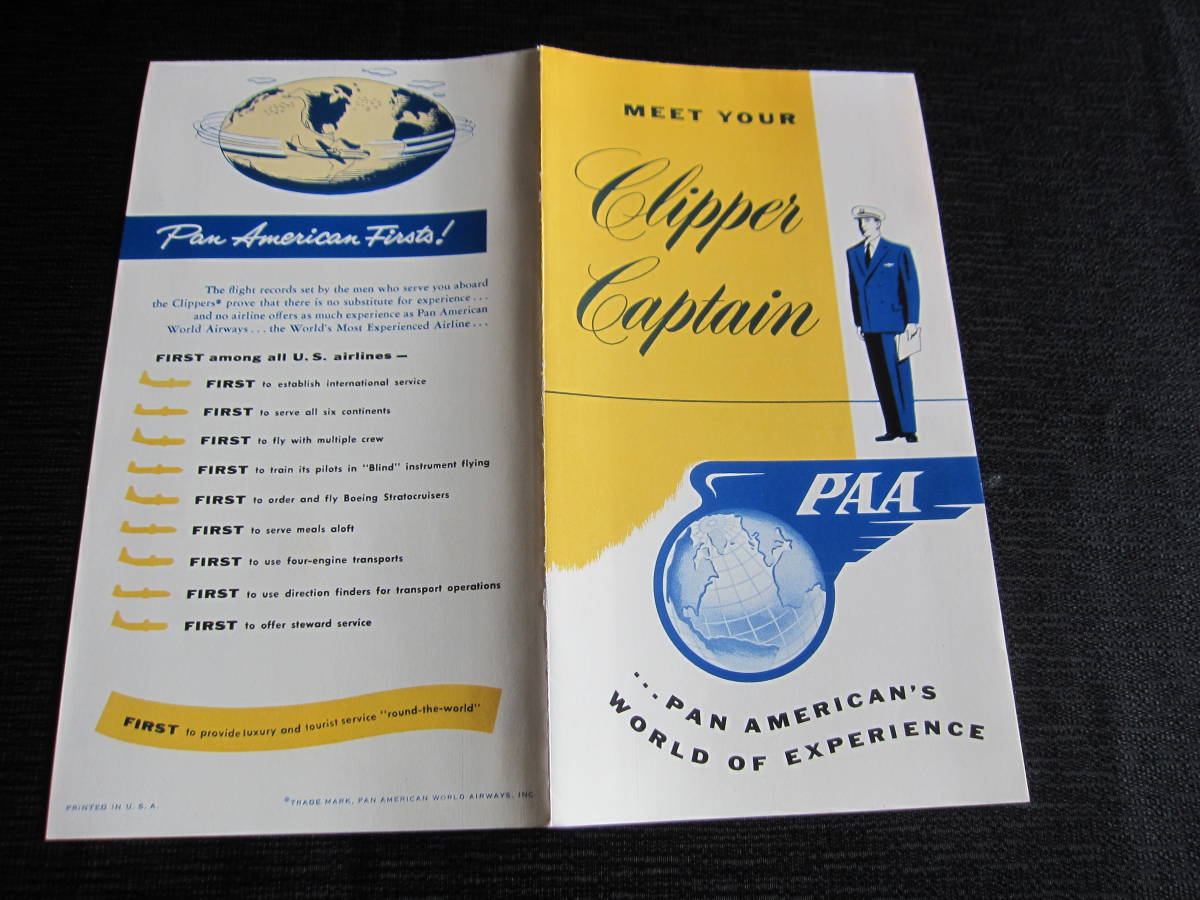 Pan American Firsts!
The flight records set by the men who serve you aboard
the Clippers® prove that there is no substitute for experience...
and no airline offers as much experience as Pan American
World Airways... the World's Most Experienced Airline...
FIRST among all U. S. airlines—
FIRST to establish international service
FIRST to serve all six continents
FIRST to fly with multiple crew
FIRST to train its pilots in "Blind" instrument flying
FIRST to order and fly Boeing Stratocruisers
FIRST to serve meals aloft
FIRST to use four-engine transports
FIRST to use direction finders for transport operations
FIRST to offer steward service
FIRST to provide luxury and tourist service "round-the-world"
PRINTED IN U. S. A.
®TRADE MARK, PAN AMERICAN WORLD AIRWAYS, INC.
MEET YOUR
Clipper
Captain
PAA
...PAN AMERICAN'S
WORLD OF EXPERIENCE